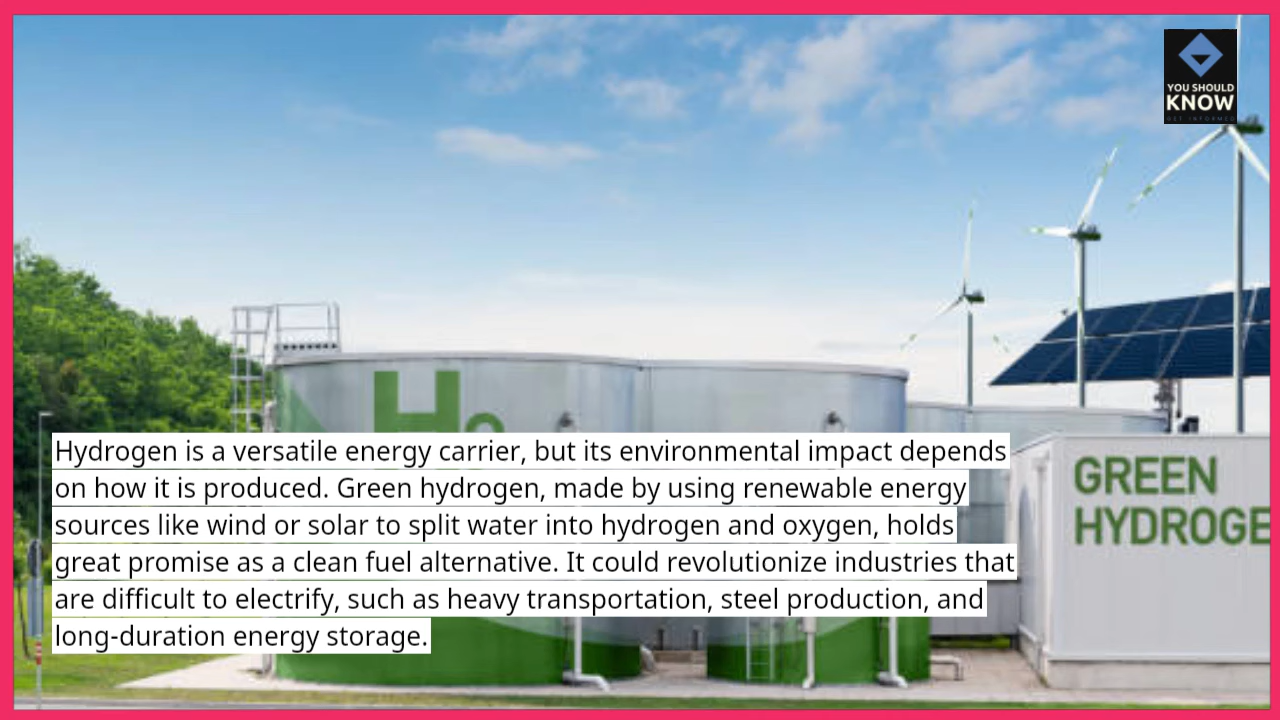 YOU SHOULD
KNOW
GET INFORMED
H2
Hydrogen is a versatile energy carrier, but its environmental impact depends
on how it is produced. Green hydrogen, made by using renewable energy
sources like wind or solar to split water into hydrogen and oxygen, holds
great promise as a clean fuel alternative. It could revolutionize industries that
are difficult to electrify, such as heavy transportation, steel production, and
long-duration energy storage.
GREEN
HYDROGE